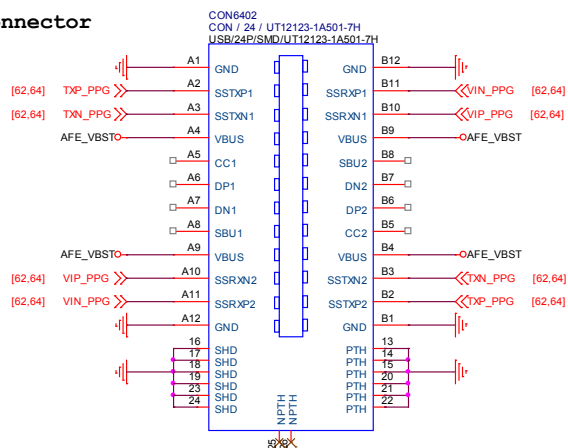 nnector
CON6402
CON / 24 / UT12123-1A501-7H
USB/24P/SMD/UT12123-1A501-7H
A1 GND GND B12
[62,64] TXP_PPG A2 SSTXP1 SSRXP1 B11 VIN_PPG [62,64]
[62,64] TXN_PPG A3 SSTXN1 SSRXN1 B10 VIP_PPG [62,64]
AFE_VBST A4 VBUS VBUS B9 AFE_VBST
A5 CC1 SBU2 B8
A6 DP1 DN2 B7
A7 DN1 DP2 B6
A8 SBU1 CC2 B5
AFE_VBST A9 VBUS VBUS B4 AFE_VBST
[62,64] VIP_PPG A10 SSRXN2 SSTXN2 B3 TXN_PPG [62,64]
[62,64] VIN_PPG A11 SSRXP2 SSTXP2 B2 TXP_PPG [62,64]
A12 GND GND B1
16 SHD PTH 13
17 SHD PTH 14
18 SHD PTH 15
19 SHD PTH 20
23 SHD PTH 21
24 SHD PTH 22
NPTH
NPTH
25
26